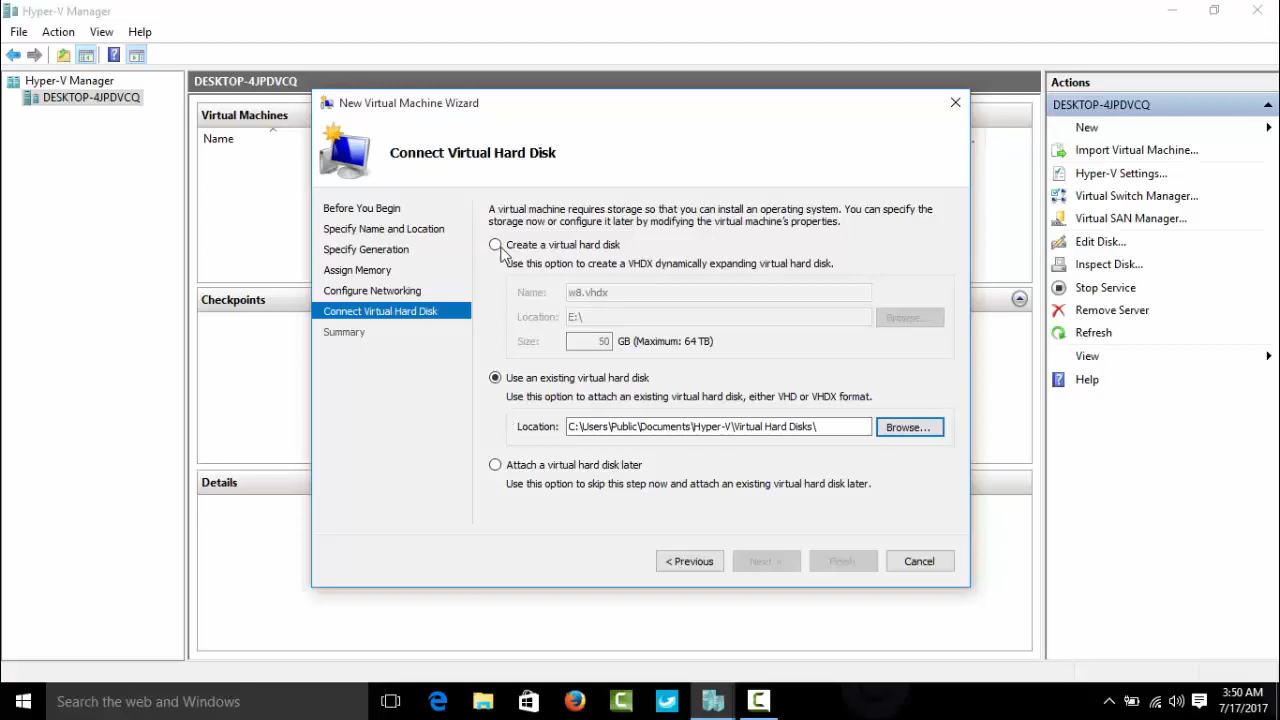 Hyper-V Manager
File Action View Help
Hyper-V Manager
DESKTOP-4JPDVCQ
DESKTOP-4JPDVCQ
Virtual Machines
Name
Checkpoints
Details
New Virtual Machine Wizard
Connect Virtual Hard Disk
Before You Begin
Specify Name and Location
Specify Generation
Assign Memory
Configure Networking
Connect Virtual Hard Disk
Summary
A virtual machine requires storage so that you can install an operating system. You can specify the
storage now or configure it later by modifying the virtual machine's properties.
Create a virtual hard disk
Use this option to create a VHDX dynamically expanding virtual hard disk.
Name: w8.vhdx
Location: E:\ Browse...
Size: 50 GB (Maximum: 64 TB)
Use an existing virtual hard disk
Use this option to attach an existing virtual hard disk, either VHD or VHDX format.
Location: C:\Users\Public\Documents\Hyper-V\Virtual Hard Disks\ Browse...
Attach a virtual hard disk later
Use this option to skip this step now and attach an existing virtual hard disk later.
< Previous Next > Finish Cancel
Actions
DESKTOP-4JPDVCQ
New
Import Virtual Machine...
Hyper-V Settings...
Virtual Switch Manager...
Virtual SAN Manager...
Edit Disk...
Inspect Disk...
Stop Service
Remove Server
Refresh
View
Help
Search the web and Windows
3:50 AM
7/17/2017